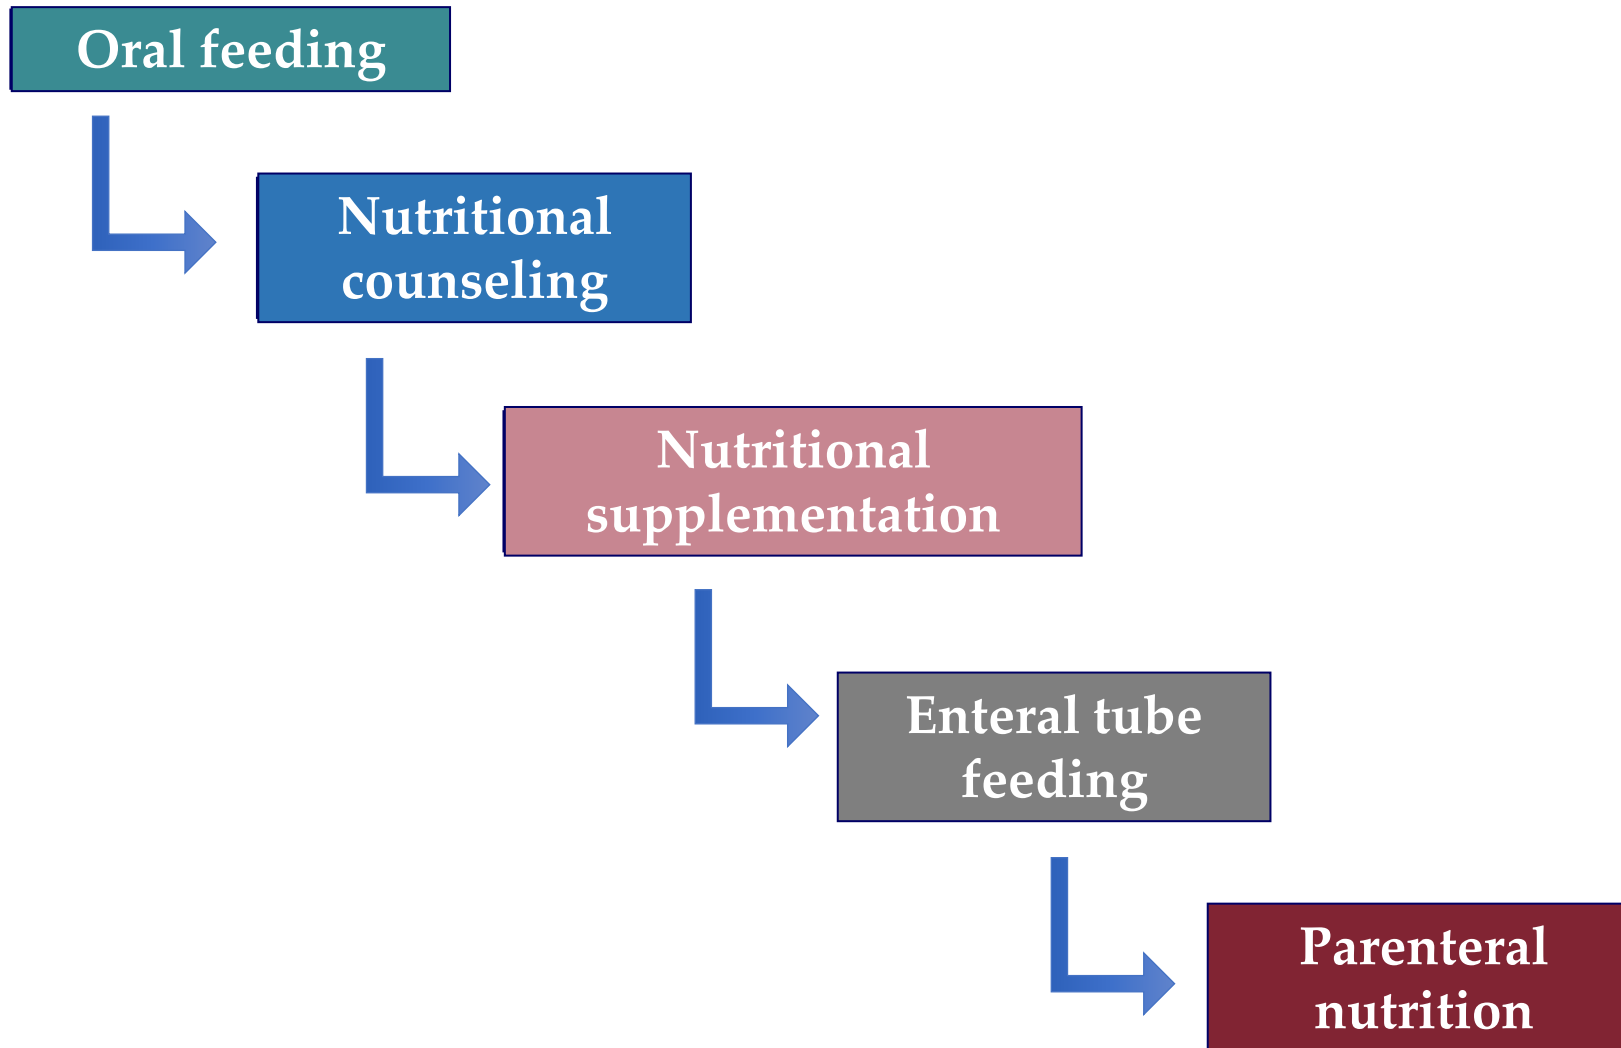 Oral feeding
Nutritional
counseling
Nutritional
supplementation
Enteral tube
feeding
Parenteral
nutrition